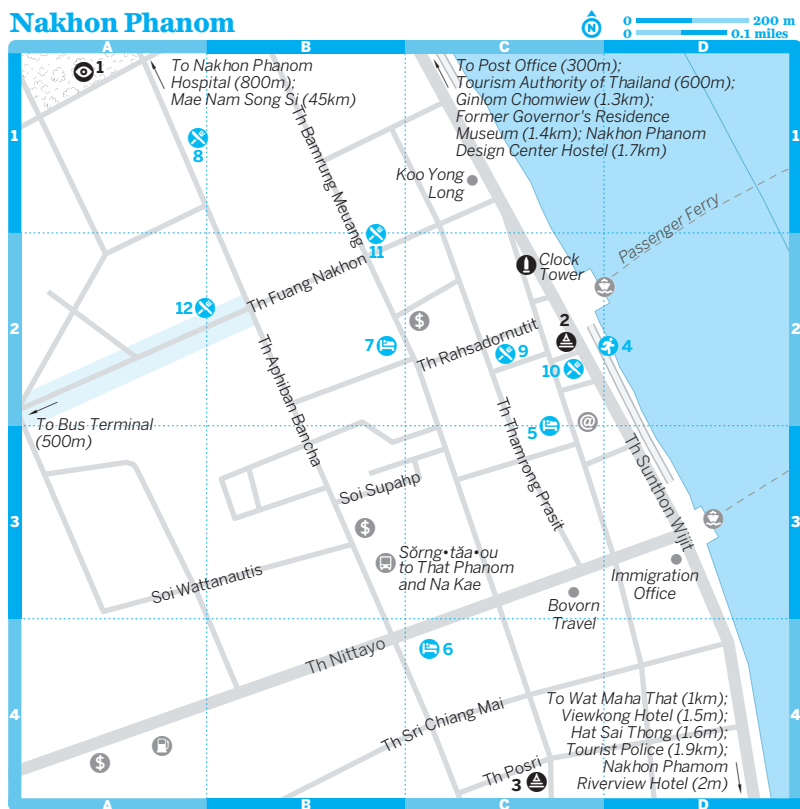 Nakhon Phanom
N
0 200 m
0 0.1 miles
A B C D
1
To Nakhon Phanom
Hospital (800m);
Mae Nam Song Si (45km)
To Post Office (300m);
Tourism Authority of Thailand (600m);
Ginlom Chomwiew (1.3km);
Former Governor's Residence
Museum (1.4km); Nakhon Phanom
Design Center Hostel (1.7km)
1
1
8
Th Bamrung Meuang
Koo Yong
Long
Passenger Ferry
11
Th Fuang Nakhon
Clock
Tower
12
2
2
2
$
7
Th Rahsadornutit
9
4
10
Th Aphiban Bancha
To Bus Terminal
(500m)
5
@
Th Thamrong Prasit
Th Sunthon Wijit
Soi Supahp
3
3
$
Sŏrng•tăa•ou
to That Phanom
and Na Kae
Soi Wattanautis
Immigration
Office
Bovorn
Travel
Th Nittayo
6
4
4
To Wat Maha That (1km);
Viewkong Hotel (1.5m);
Hat Sai Thong (1.6m);
Tourist Police (1.9km);
Nakhon Phamom
Riverview Hotel (2m)
Th Sri Chiang Mai
$
Th Posri
3
A B C D